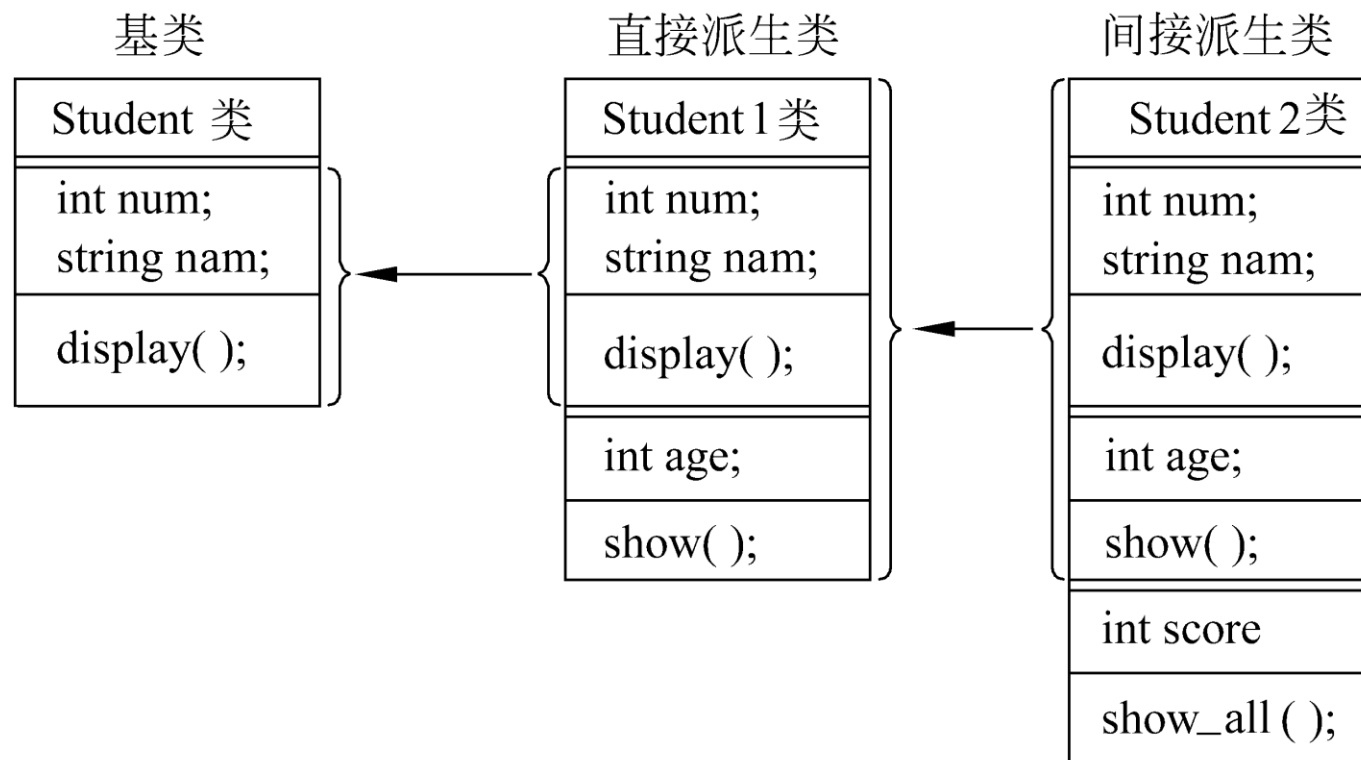 基类
Student 类
int num;
string nam;
display( );
直接派生类
Student 1类
int num;
string nam;
display( );
int age;
show( );
间接派生类
Student 2类
int num;
string nam;
display( );
int age;
show( );
int score
show_all ( );